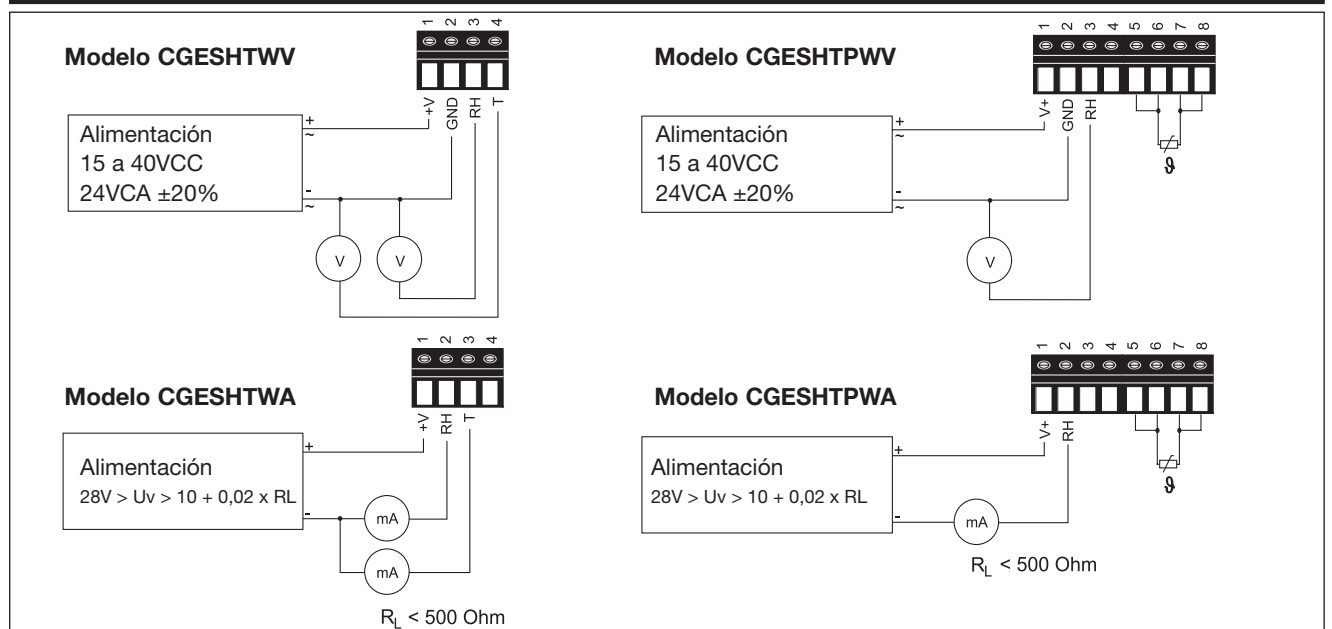 Modelo CGESHTWV
1 2 3 4
+V GND RH T
Alimentación
15 a 40VCC
24VCA ±20%
+
~
-
~
V V
Modelo CGESHTPWV
1 2 3 4 5 6 7 8
V+ GND RH
ϑ
Alimentación
15 a 40VCC
24VCA ±20%
+
~
-
~
V
Modelo CGESHTWA
1 2 3 4
+V RH T
Alimentación
28V > Uv > 10 + 0,02 x RL
+
-
mA
mA
RL < 500 Ohm
Modelo CGESHTPWA
1 2 3 4 5 6 7 8
V+ RH
ϑ
Alimentación
28V > Uv > 10 + 0,02 x RL
+
-
mA
RL < 500 Ohm